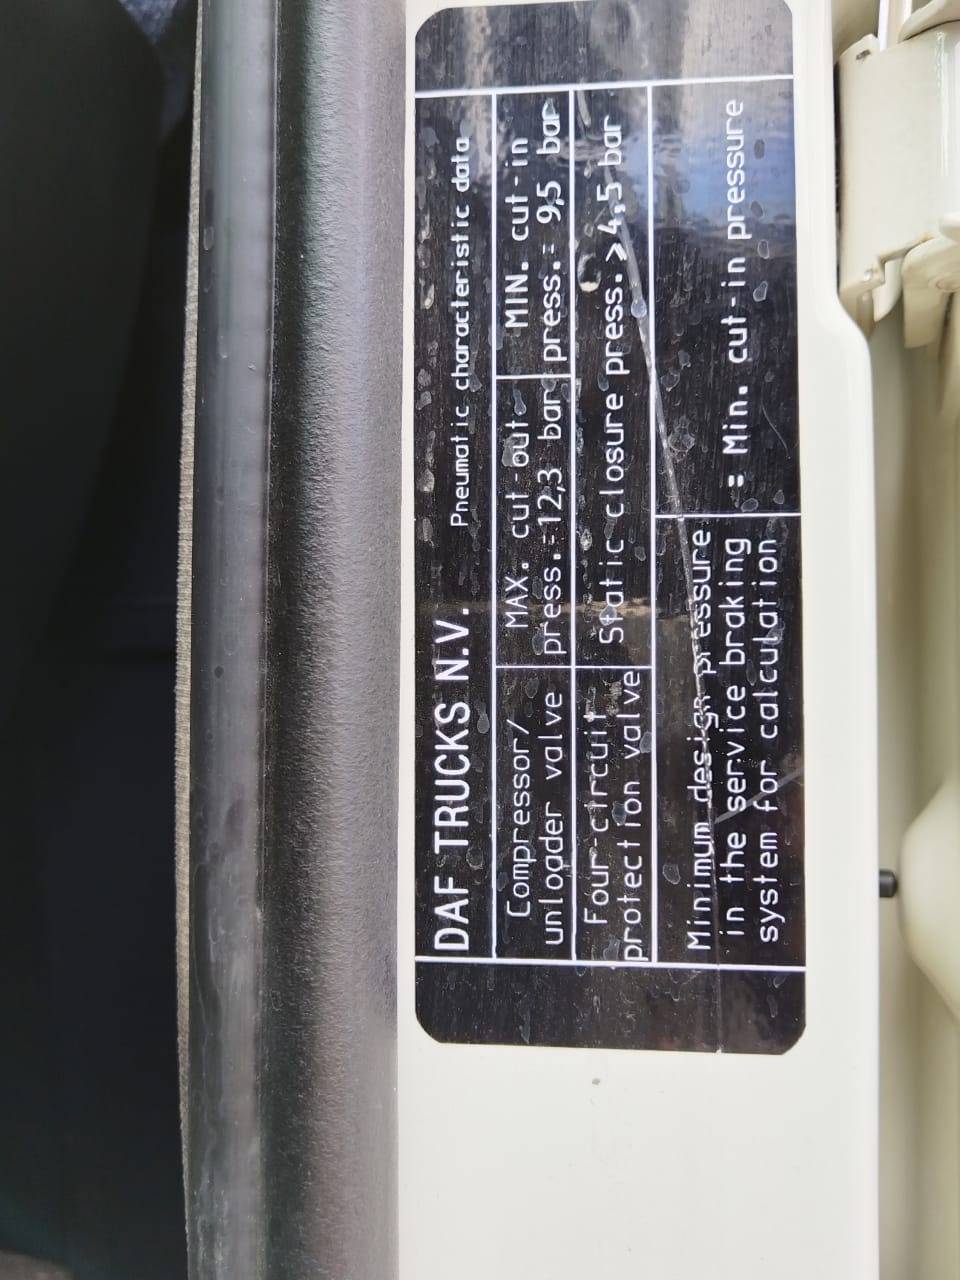 DAF TRUCKS N.V. Pneumatic characteristic data
Compressor/
unloader valve
MAX. cut-out
press.=12,3 bar
MIN. cut-in
press.= 9,5 bar
Four-circuit
protection valve
Static closure press.>4,5 bar
Minimum design pressure
in the service braking
system for calculation
= Min. cut-in pressure